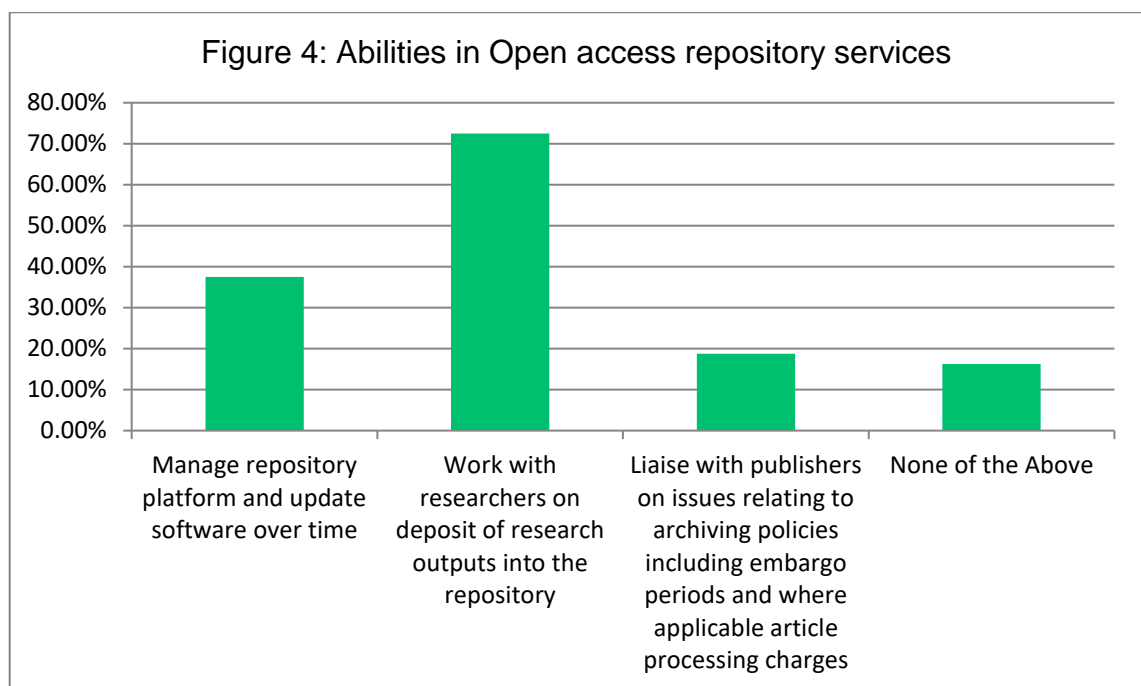 Figure 4: Abilities in Open access repository services
80.00%
70.00%
60.00%
50.00%
40.00%
30.00%
20.00%
10.00%
0.00%
Manage repository
platform and update
software over time
Work with
researchers on
deposit of research
outputs into the
repository
Liaise with publishers
on issues relating to
archiving policies
including embargo
periods and where
applicable article
processing charges
None of the Above